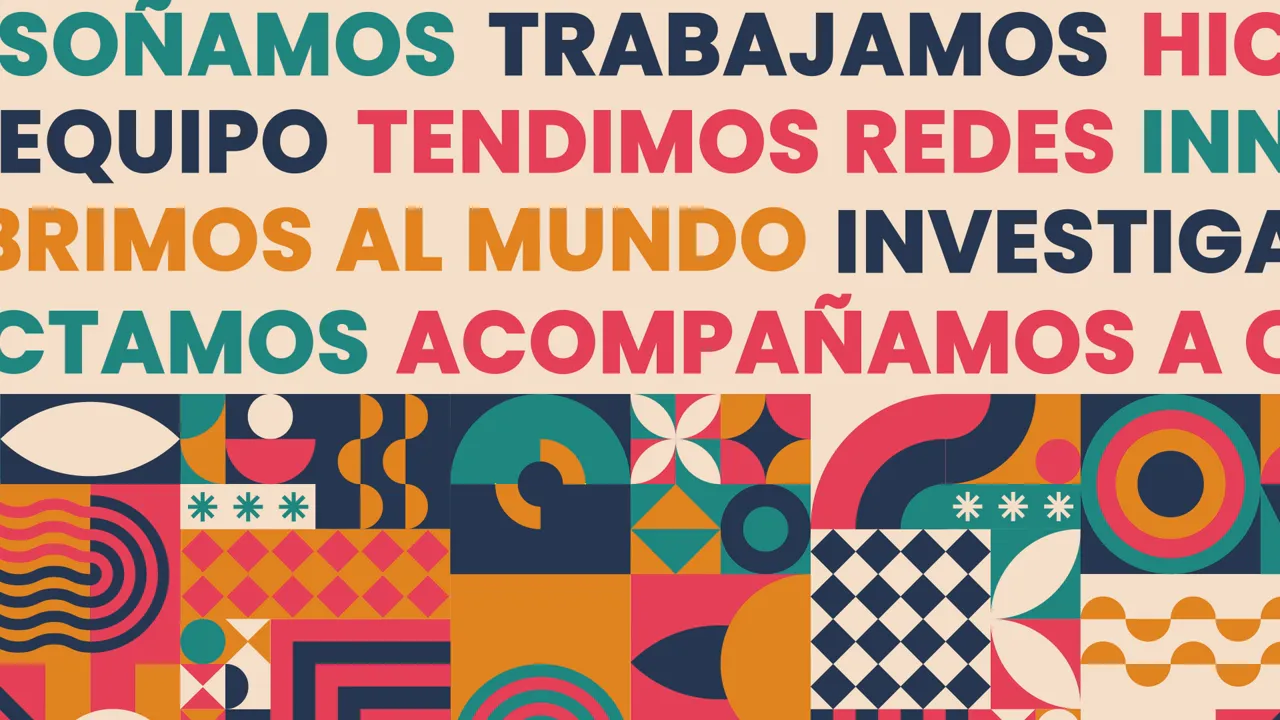 SOÑAMOS TRABAJAMOS HIC
EQUIPO TENDIMOS REDES INN
BRIMOS AL MUNDO INVESTIGA
CTAMOS ACOMPAÑAMOS A